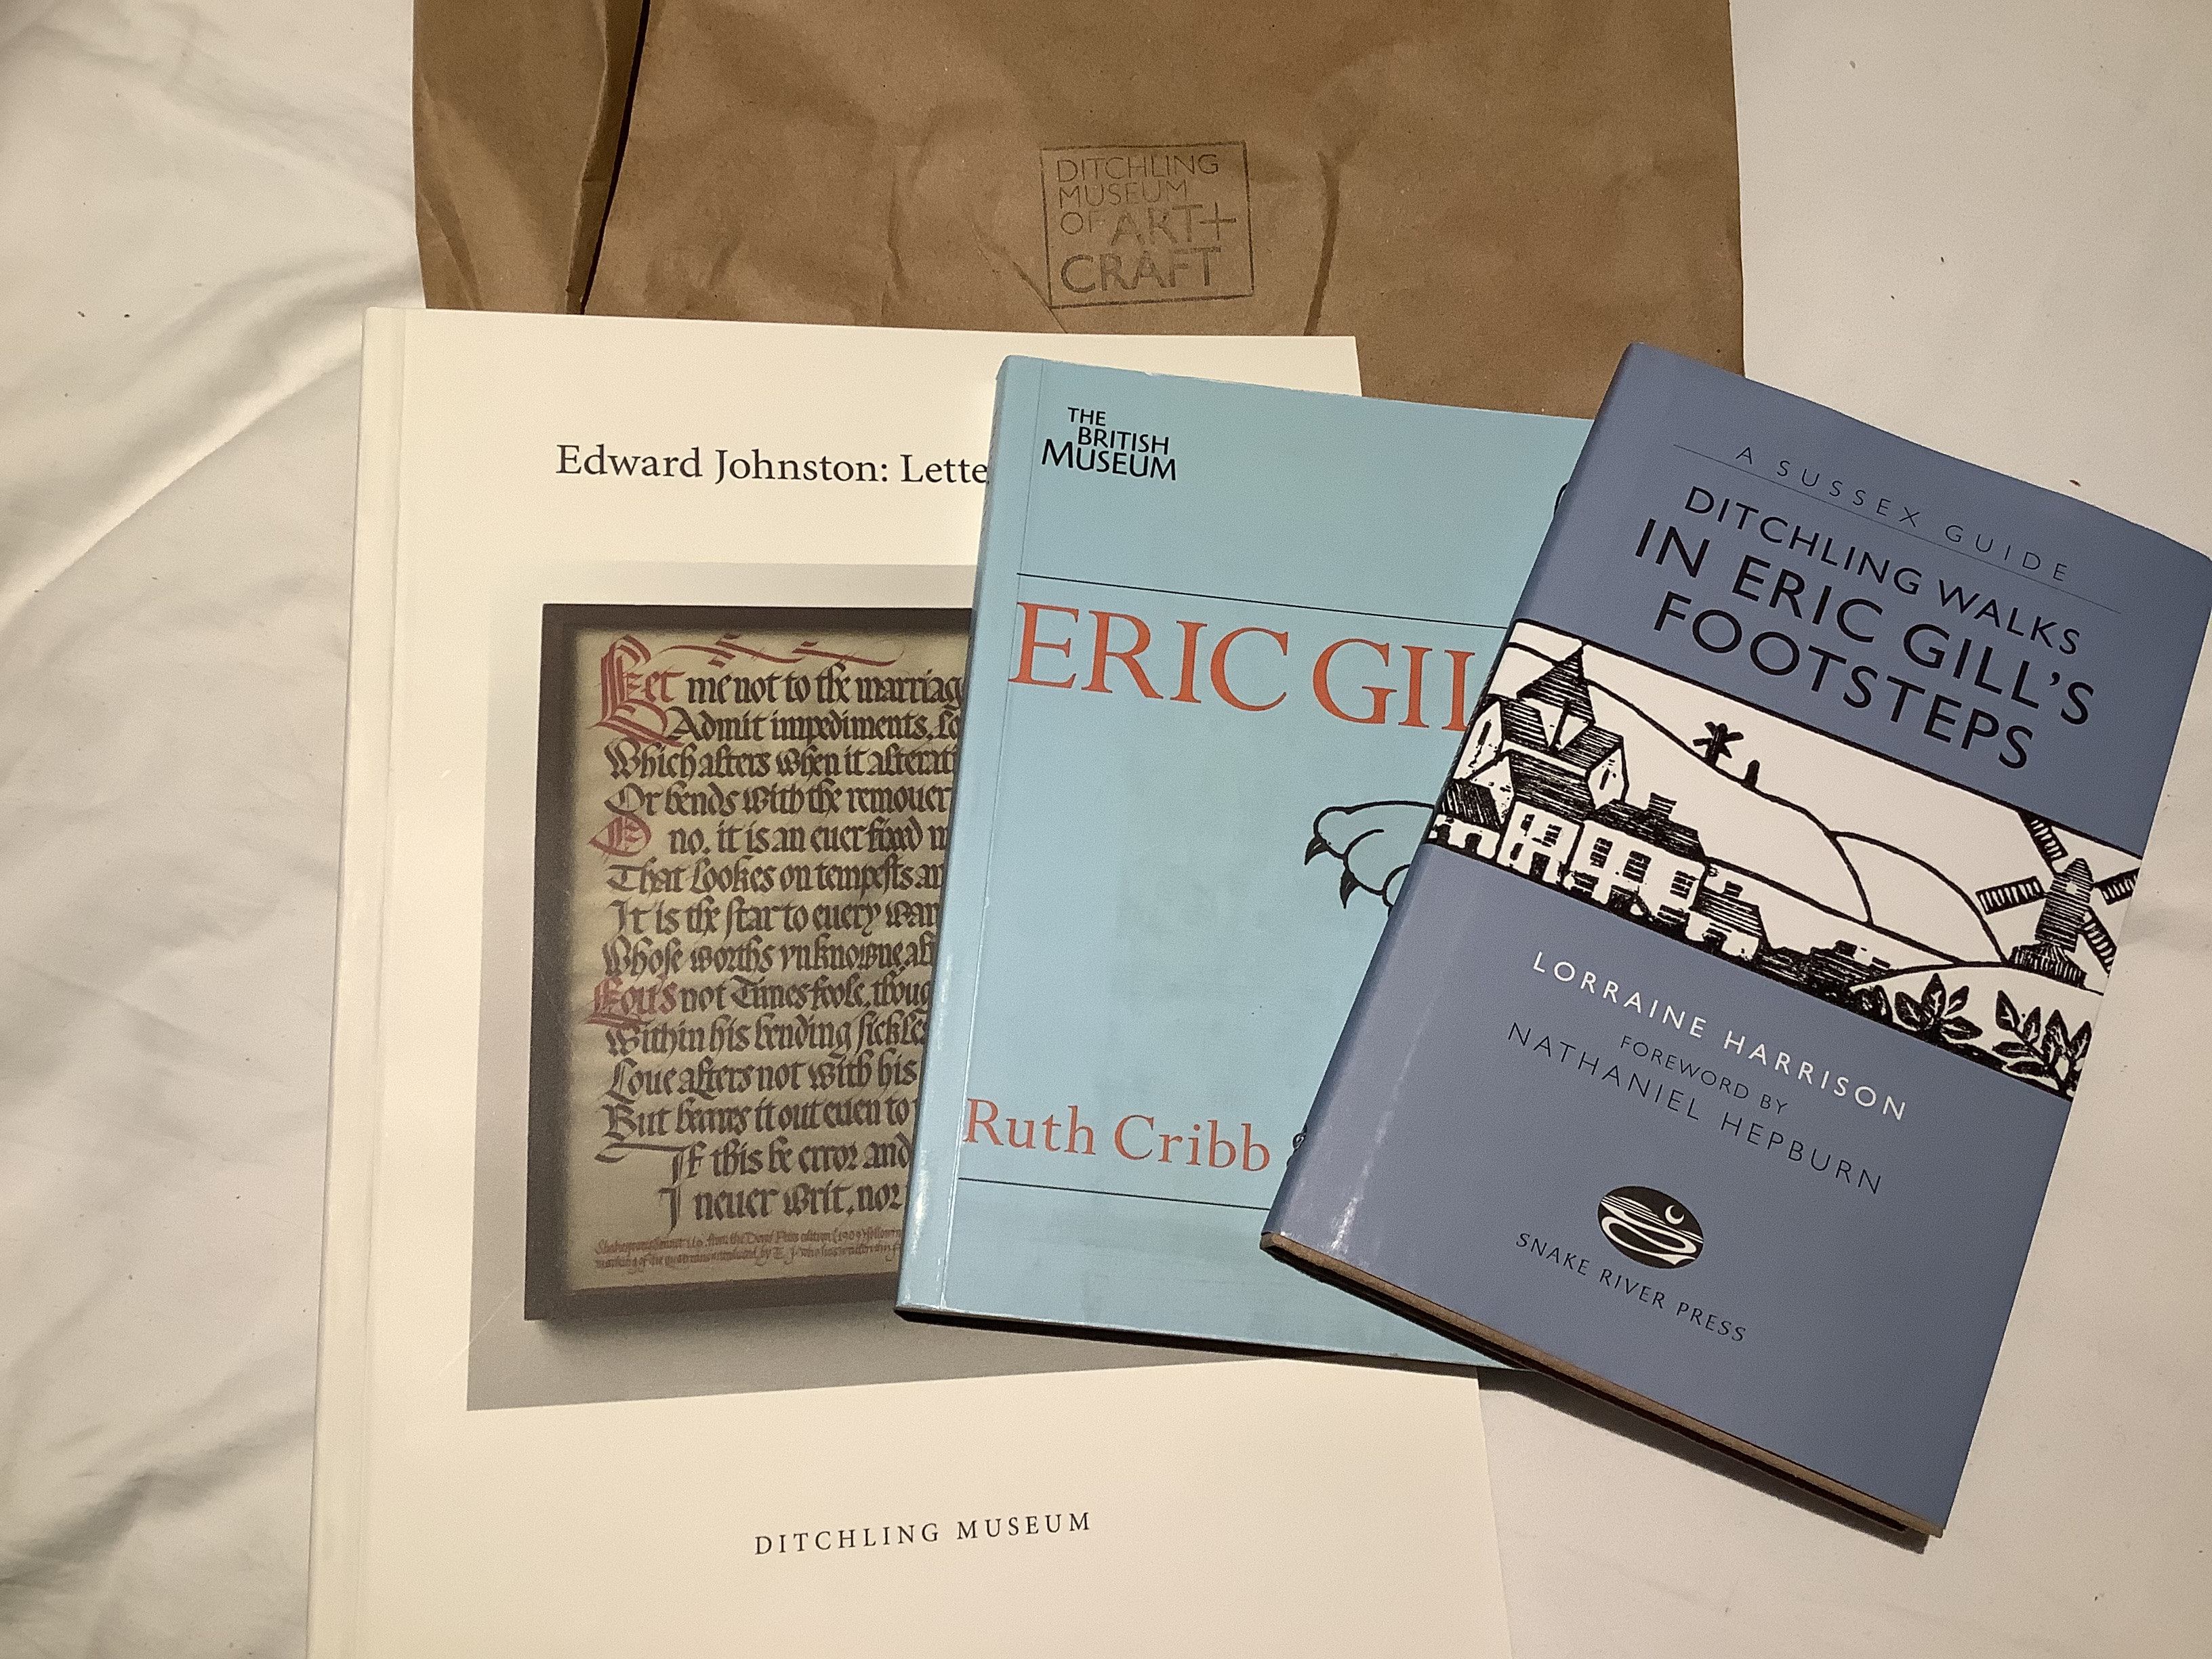 DITCHLING
MUSEUM
OF ART+
CRAFT
Edward Johnston: Lette
Let me not to the marriag
Admit impediments, Lo
Which alters when it alterati
Or bends with the remouer
O no, it is an euer fixed m
That lookes on tempests an
It is the star to euery wan
Whose worths vnknowne, alt
Lou's not Times foole, thoug
Within his bending sickles
Loue alters not with his
But beares it out euen to
If this be error and
I neuer writ, nor
DITCHLING MUSEUM
THE
BRITISH
MUSEUM
ERIC GIL
Ruth Cribb
A SUSSEX GUIDE
DITCHLING WALKS
IN ERIC GILL'S
FOOTSTEPS
LORRAINE HARRISON
FOREWORD BY
NATHANIEL HEPBURN
SNAKE RIVER PRESS